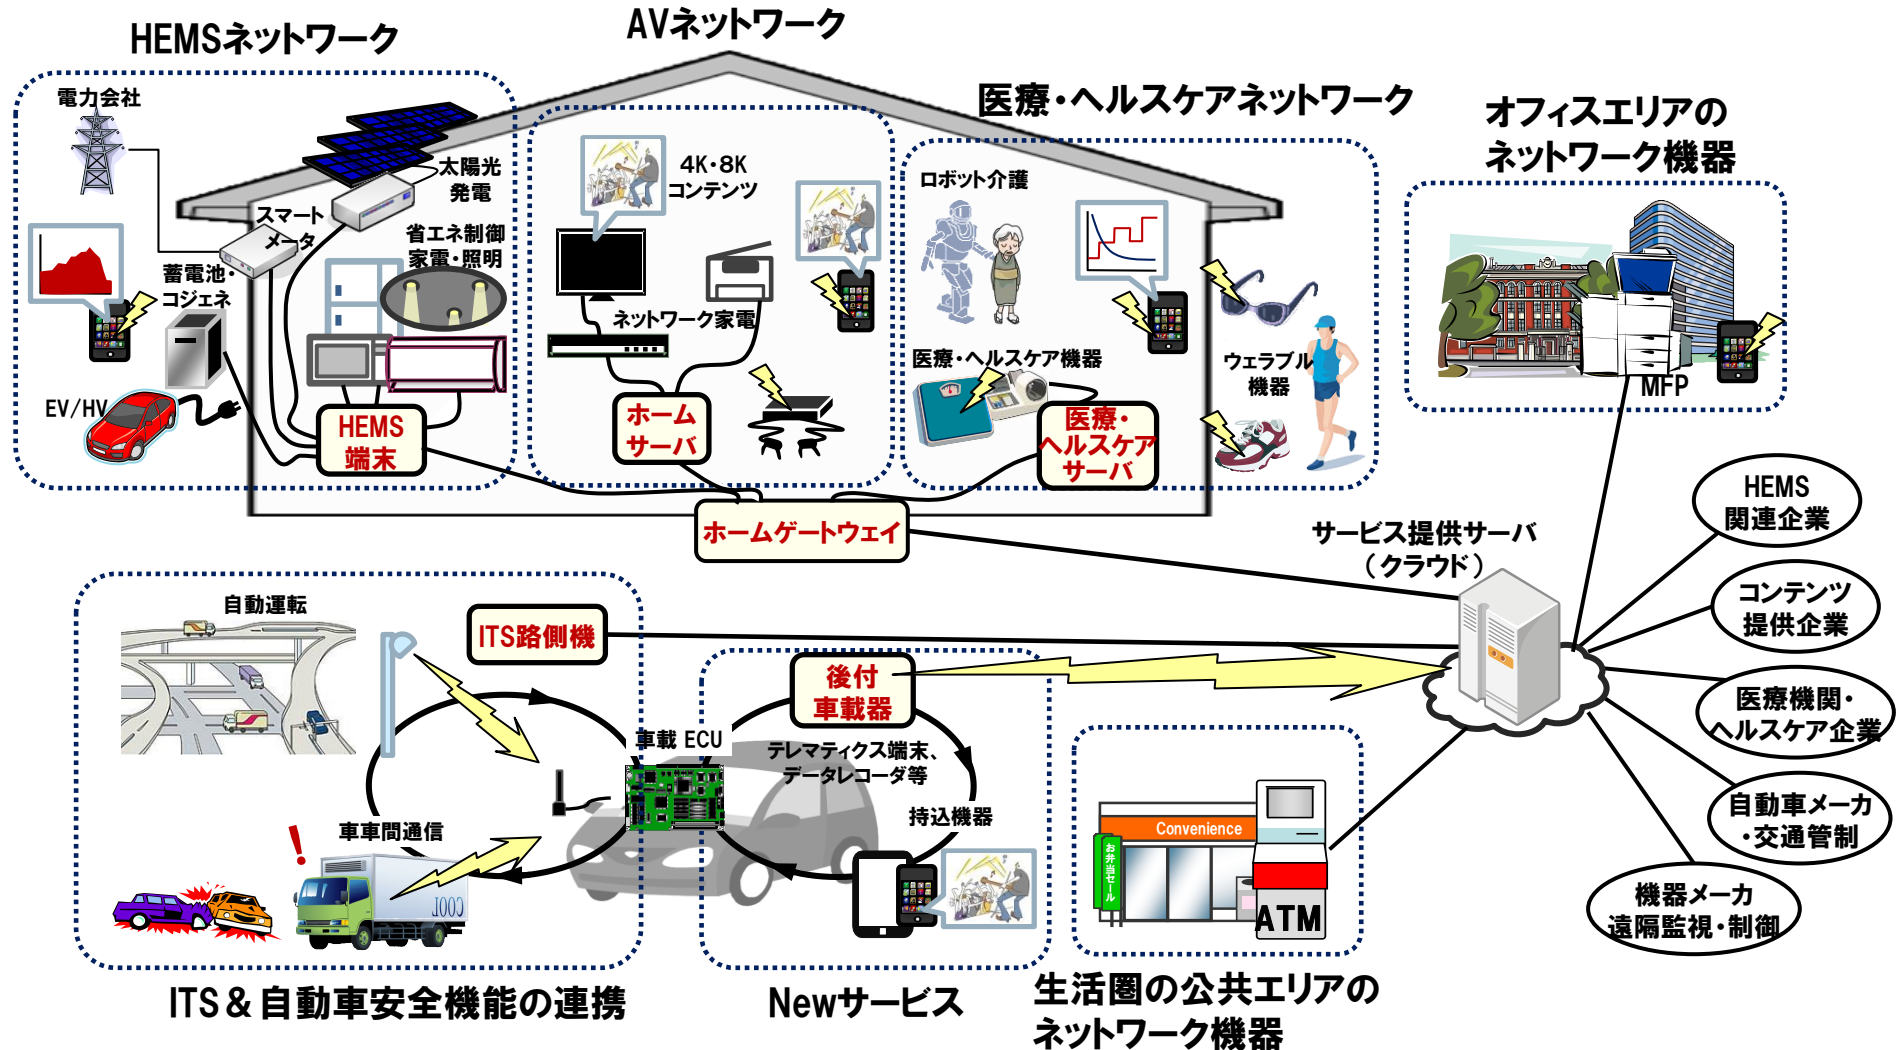 HEMSネットワーク
AVネットワーク
医療・ヘルスケアネットワーク
オフィスエリアの
ネットワーク機器
電力会社
太陽光
発電
スマート
メータ
省エネ制御
家電・照明
蓄電池・
コジェネ
EV/HV
HEMS
端末
4K・8K
コンテンツ
ネットワーク家電
ホーム
サーバ
ロボット介護
医療・ヘルスケア機器
医療・
ヘルスケア
サーバ
ウェラブル
機器
MFP
ホームゲートウェイ
サービス提供サーバ
（クラウド）
HEMS
関連企業
コンテンツ
提供企業
医療機関・
ヘルスケア企業
自動車メーカ
・交通管制
機器メーカ
遠隔監視・制御
自動運転
ITS路側機
後付
車載器
車載 ECU
テレマティクス端末、
データレコーダ等
持込機器
車車間通信
!
COOL
Convenience
お弁当セール
ATM
ITS＆自動車安全機能の連携
Newサービス
生活圏の公共エリアの
ネットワーク機器